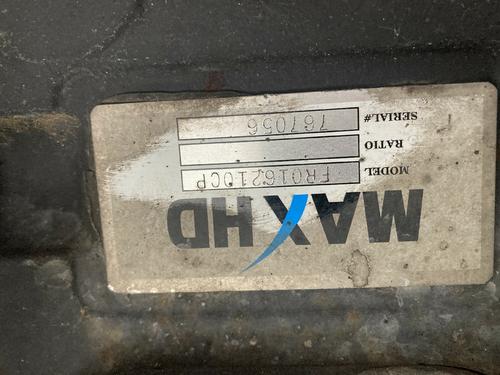 MAXHD
MODEL FRO16210CP
RATIO
SERIAL# 767056